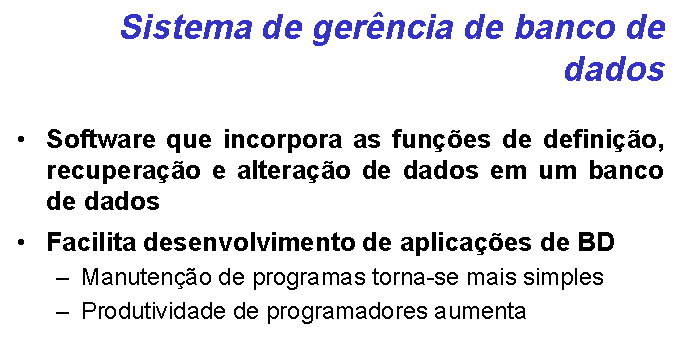 Sistema de gerência de banco de
dados
• Software que incorpora as funções de definição,
recuperação e alteração de dados em um banco
de dados
• Facilita desenvolvimento de aplicações de BD
– Manutenção de programas torna-se mais simples
– Produtividade de programadores aumenta